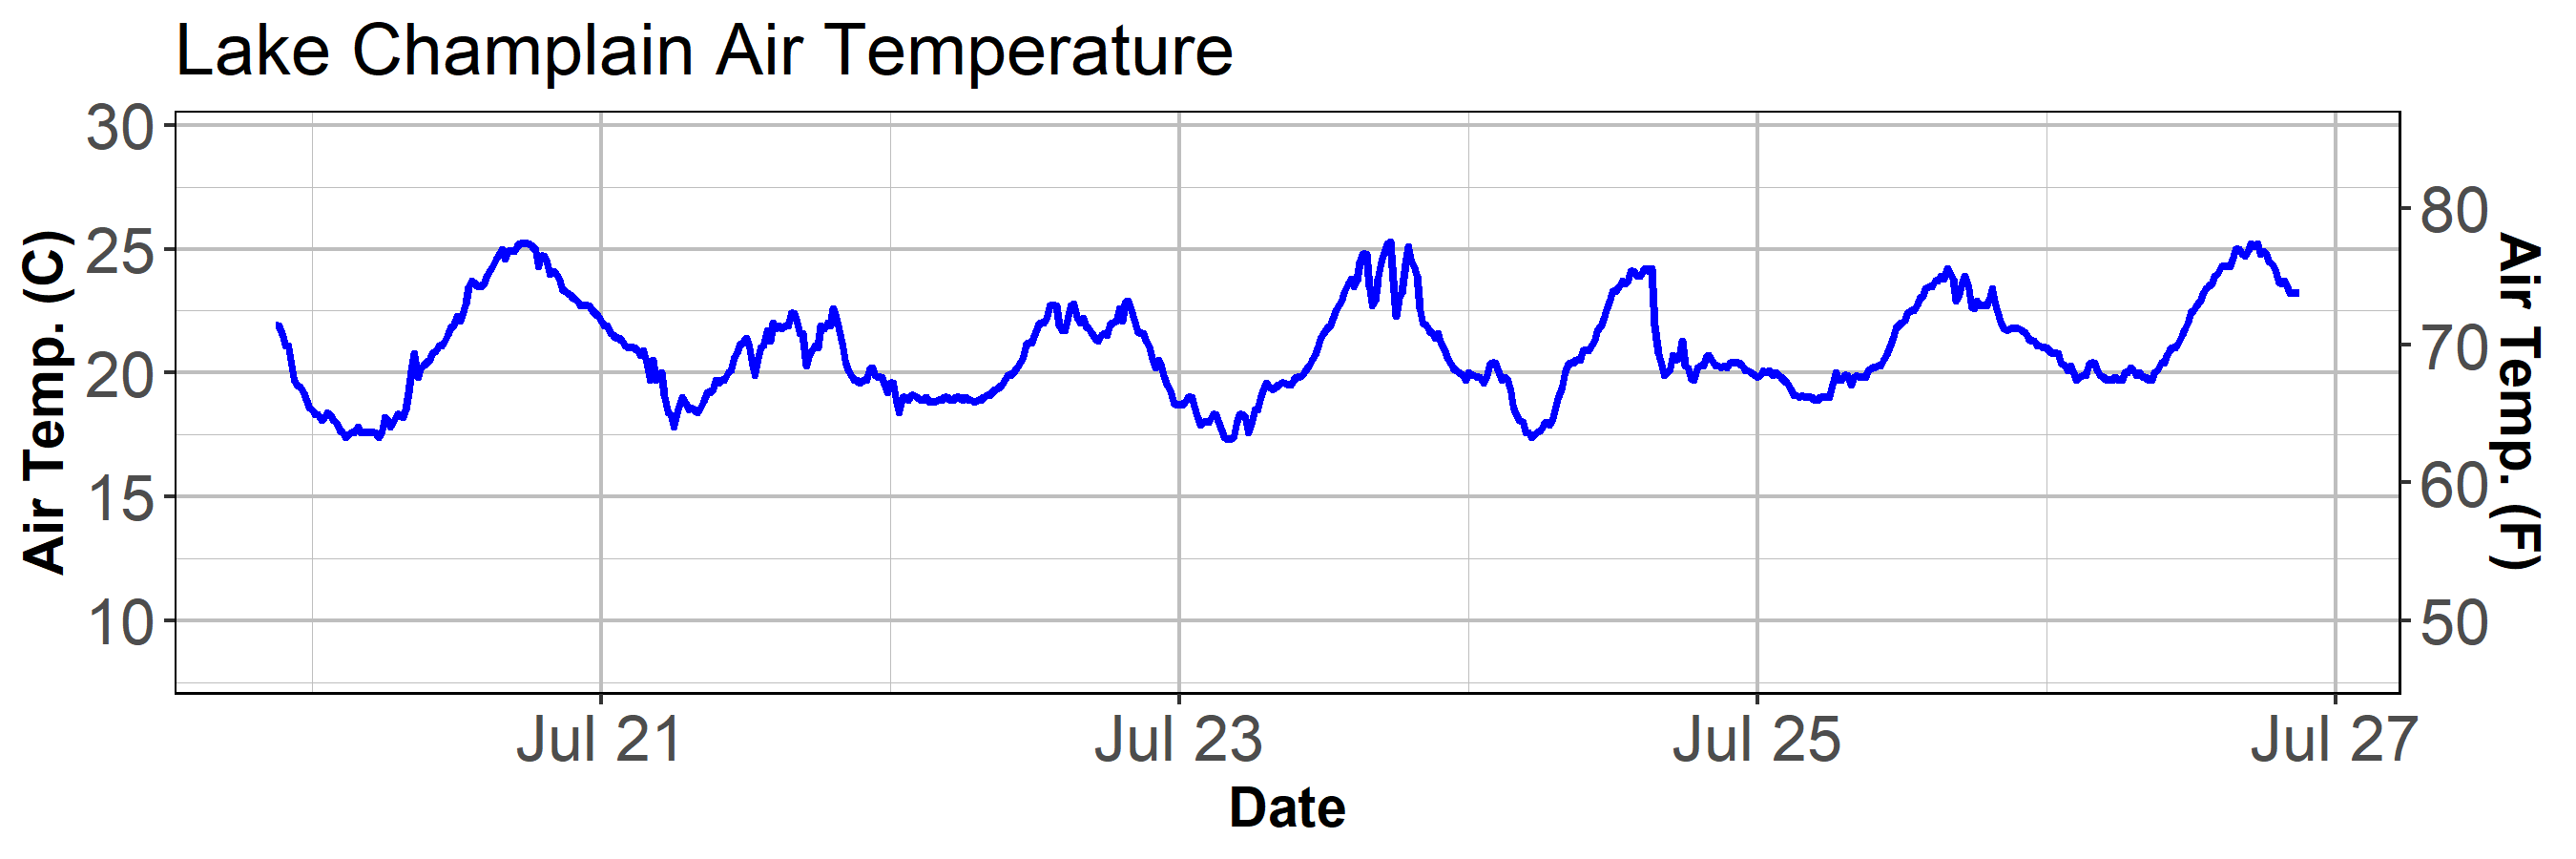 Lake Champlain Air Temperature
Air Temp. (C)
30
25
20
15
10
80
70
60
50
Air Temp. (F)
Jul 21
Jul 23
Jul 25
Jul 27
Date